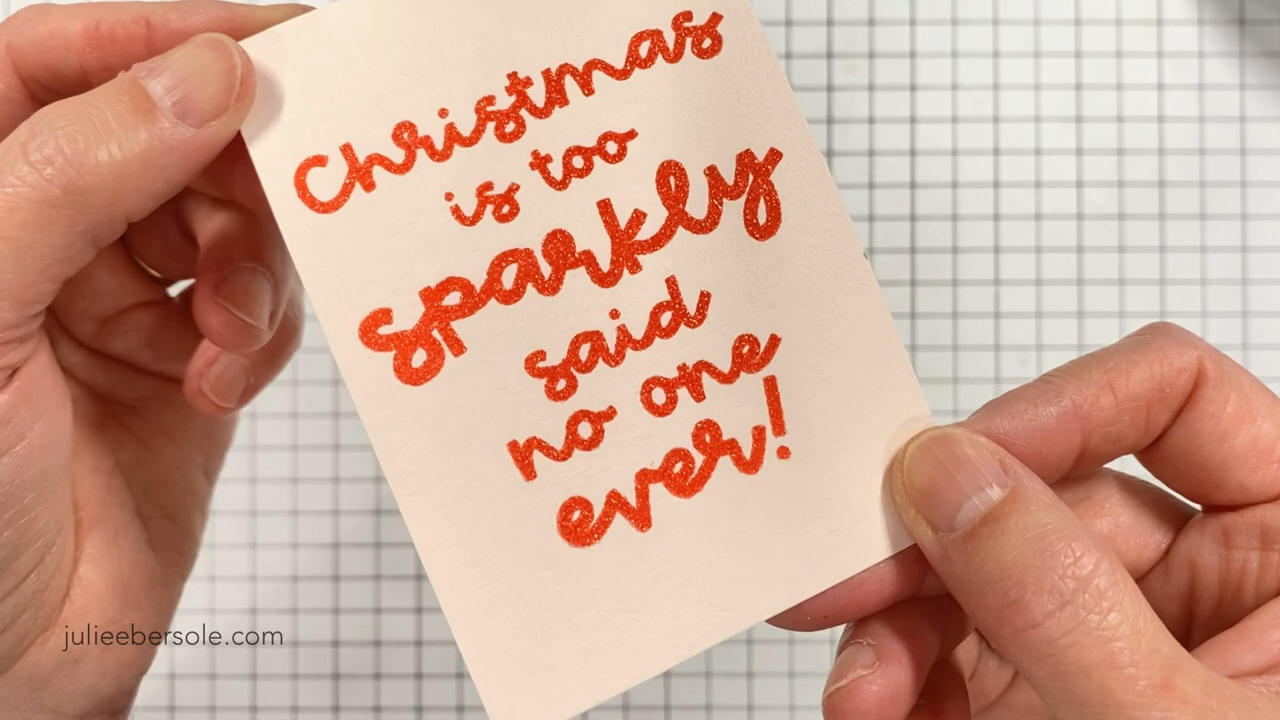 Christmas
is too
sparkly
said
no one
ever!
julieebersole.com